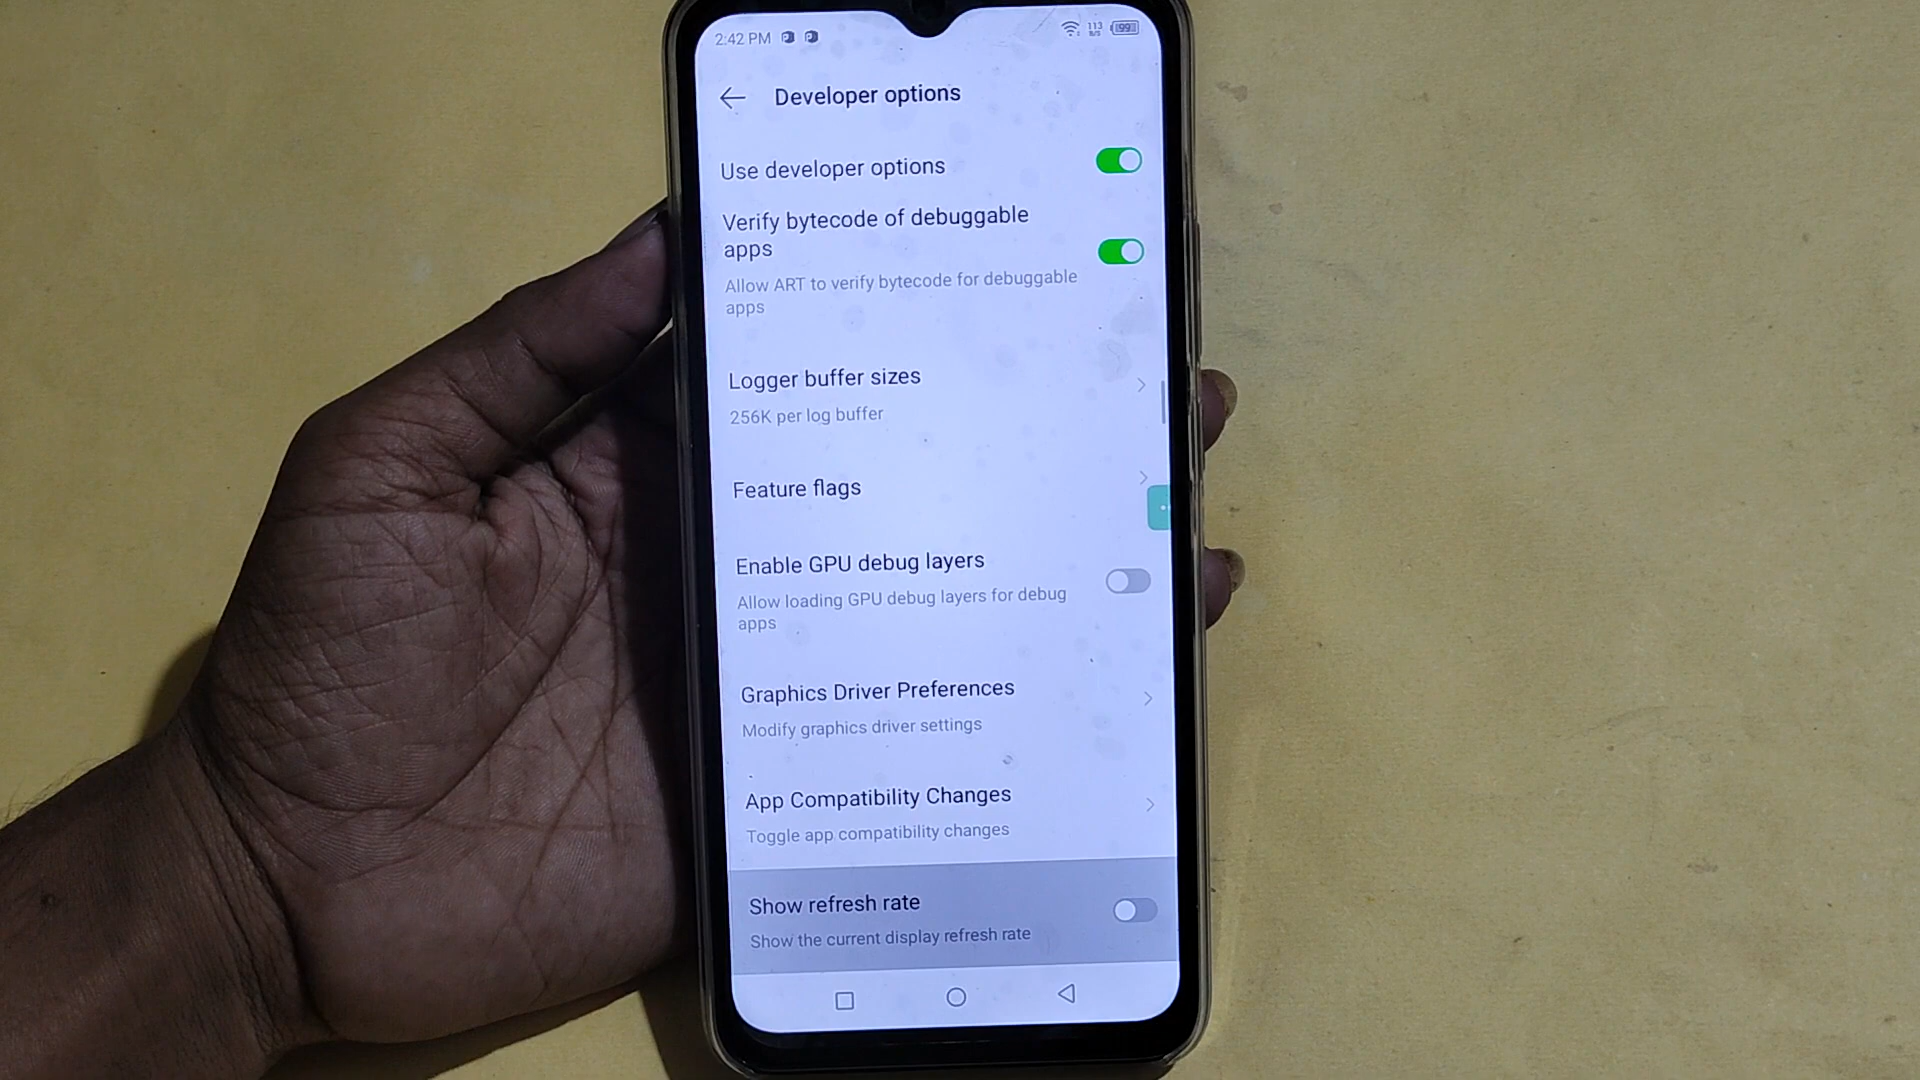 2:42 PM
113
B/S
99
Developer options
Use developer options
Verify bytecode of debuggable
apps
Allow ART to verify bytecode for debuggable
apps
Logger buffer sizes
256K per log buffer
Feature flags
Enable GPU debug layers
Allow loading GPU debug layers for debug
apps
Graphics Driver Preferences
Modify graphics driver settings
App Compatibility Changes
Toggle app compatibility changes
Show refresh rate
Show the current display refresh rate